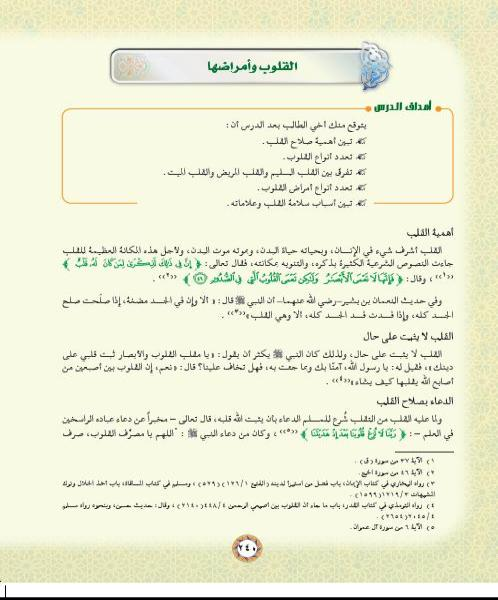 القلوب وأمراضها
أهداف الدرس
يتوقع منك أخي الطالب بعد الدرس أن :
تبين أهمية صلاح القلب .
تعدد أنواع القلوب .
تفرق بين القلب السليم والقلب المريض والقلب الميت .
تعدد أنواع أمراض القلوب .
تبين أسباب سلامة القلب وعلاماته .
أهمية القلب
القلب أشرف شيء في الإنسان، وبحياته حياة البدن، وبموته موت البدن، ولأجل هذه المكانة العظيمة للقلب
جاءت النصوص الشرعية الكثيرة بذكره، والتنويه بمكانته، فقال تعالى: ﴿ إِنَّ فِي ذَٰلِكَ لَذِكْرَىٰ لِمَن كَانَ لَهُ قَلْبٌ ﴾
«١» ، وقال: ﴿ فَإِنَّهَا لَا تَعْمَى الْأَبْصَارُ وَلَٰكِن تَعْمَى الْقُلُوبُ الَّتِي فِي الصُّدُورِ (٤٦) ﴾ «٢» .
وفي حديث النعمان بن بشير-رضي الله عنهما- أن النبي ﷺ قال: « ألا وإن في الجسد مضغة، إذا صلحت صلح
الجسد كله، وإذا فسدت فسد الجسد كله، ألا وهي القلب »«٣» .
القلب لا يثبت على حال
القلب لا يثبت على حال، ولذلك كان النبي ﷺ يكثر أن يقول: « يا مقلب القلوب والأبصار ثبت قلبي على
دينك» ، فقيل له: يا رسول الله، آمنّا بك وبما جئت به، فهل تخاف علينا؟ قال: « نعم، إن القلوب بين أصبعين من
أصابع الله يقلبها كيف يشاء»«٤» .
الدعاء بصلاح القلب
ولما عليه القلب من التقلب شُرع للمسلم الدعاء بأن يثبت الله قلبه، قال تعالى – مخبراً عن دعاء عباده الراسخين
في العلم –: ﴿ رَبَّنَا لَا تُزِغْ قُلُوبَنَا بَعْدَ إِذْ هَدَيْتَنَا ﴾«٥» ، وكان من دعاء النبي ﷺ : "اللهم يا مصرّف القلوب، صرف
١ ) الآية ٣٧ من سورة (ق) .
٢ ) الآية ٤٦ من سورة الحج .
٣ ) رواه البخاري في كتاب الإيمان، باب فضل من استبرأ لدينه (الفتح ١٢٦/١) (٥٢٩) ، ومسلم في كتاب المساقاة، باب أخذ الحلال وترك
الشبهات ١٢١٩/٣ (١٥٩٩) .
٤ ) رواه الترمذي في كتاب القدر، باب ما جاء أن القلوب بين أصبعي الرحمن ٤٤٨/٤ (٢١٤٠) ، وقال: حديث حسن، وبنحوه رواه مسلم
٢٠٤٥/٤ (٢٦٥٤) .
٥ ) الآية ٦ من سورة آل عمران .
٢٤٠